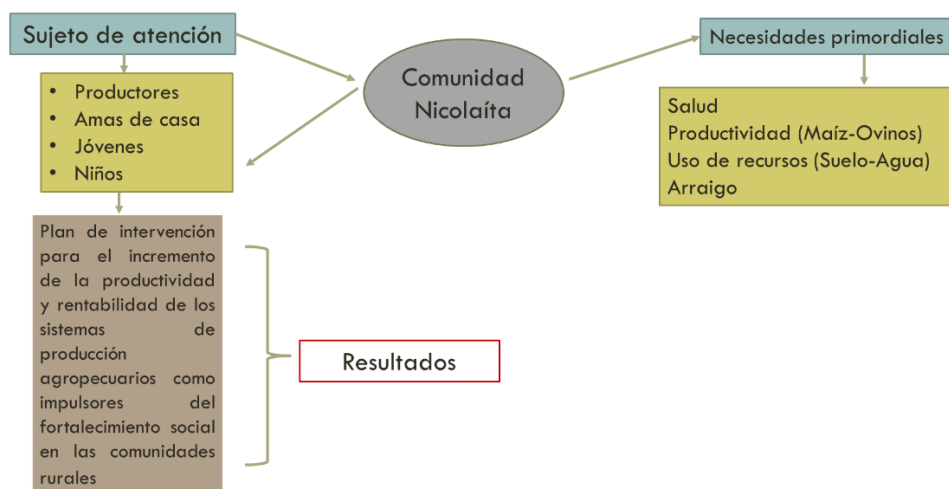 Sujeto de atención
• Productores
• Amas de casa
• Jóvenes
• Niños
Plan de intervención
para el incremento
de la productividad
y rentabilidad de los
sistemas de
producción
agropecuarios como
impulsores del
fortalecimiento social
en las comunidades
rurales
Comunidad
Nicolaíta
Resultados
Necesidades primordiales
Salud
Productividad (Maíz-Ovinos)
Uso de recursos (Suelo-Agua)
Arraigo